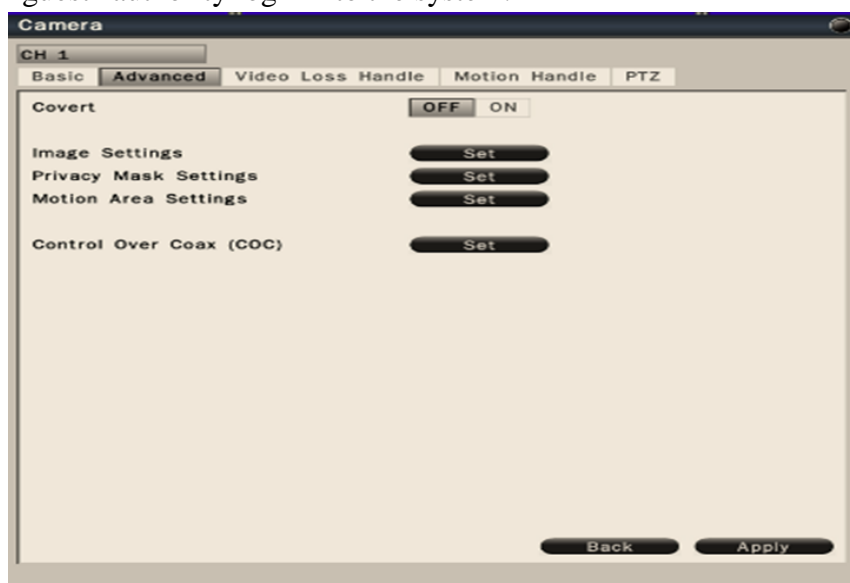 Camera
CH 1
Basic Advanced Video Loss Handle Motion Handle PTZ
Covert OFF ON
Image Settings Set
Privacy Mask Settings Set
Motion Area Settings Set
Control Over Coax (COC) Set
Back Apply